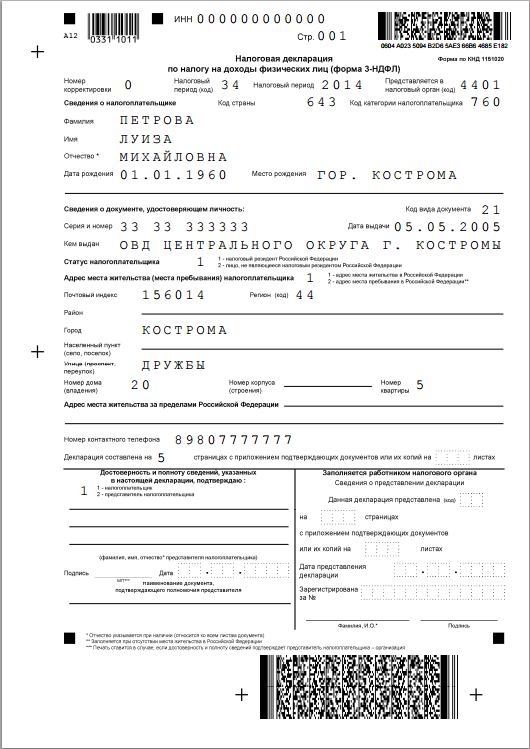 ИНН 000000000000
А12
0331 1011
Стр. 001
0604 A023 5094 B2D6 5AE3 66B6 4685 E182
Налоговая декларация
по налогу на доходы физических лиц (форма 3-НДФЛ)
Форма по КНД 1151020
Номер корректировки 0 Налоговый период (код) 34 Налоговый период 2014 Представляется в налоговый орган (код) 4401
Сведения о налогоплательщике Код страны 643 Код категории налогоплательщика 760
Фамилия ПЕТРОВА
Имя ЛУИЗА
Отчество * МИХАЙЛОВНА
Дата рождения 01.01.1960 Место рождения ГОР. КОСТРОМА
Сведения о документе, удостоверяющем личность: Код вида документа 21
Серия и номер 33 33 333333 Дата выдачи 05.05.2005
Кем выдан ОВД ЦЕНТРАЛЬНОГО ОКРУГА Г. КОСТРОМЫ
Статус налогоплательщика 1 1 - налоговый резидент Российской Федерации
2 - лицо, не являющееся налоговым резидентом Российской Федерации
Адрес места жительства (места пребывания) налогоплательщика 1 1 - адрес места жительства в Российской Федерации
2 - адрес места пребывания в Российской Федерации**
Почтовый индекс 156014 Регион (код) 44
Район
Город КОСТРОМА
Населенный пункт
(село, поселок)
Улица (проспект,
переулок) ДРУЖБЫ
Номер дома (владения) 20 Номер корпуса (строения) Номер квартиры 5
Адрес места жительства за пределами Российской Федерации
Номер контактного телефона 89807777777
Декларация составлена на 5 страницах с приложением подтверждающих документов или их копий на листах
Достоверность и полноту сведений, указанных
в настоящей декларации, подтверждаю :
1 1 - налогоплательщик
2 - представитель налогоплательщика
(фамилия, имя, отчество* представителя налогоплательщика)
Подпись Дата
МП***
наименование документа,
подтверждающего полномочия представителя
Заполняется работником налогового органа
Сведения о представлении декларации
Данная декларация представлена (код)
на страницах
с приложением подтверждающих документов
или их копий на листах
Дата представления
декларации
Зарегистрирована
за №
Фамилия, И.О.* Подпись
* Отчество указывается при наличии (относится ко всем листам документа)
** Заполняется при отсутствии места жительства в Российской Федерации
*** Печать ставится в случае, если достоверность и полноту сведений подтверждает представитель налогоплательщика – организация